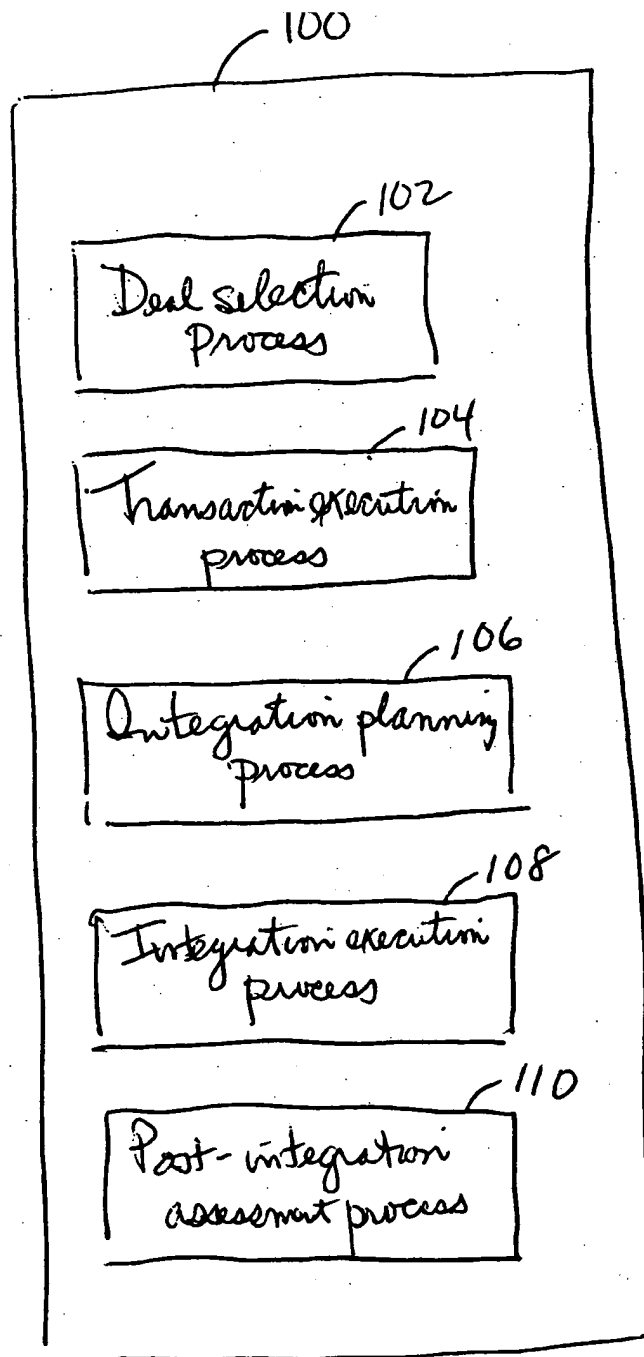 100
102
Deal selection
Process
104
Transaction execution
process
106
Integration planning
process
108
Integration execution
process
110
Post-integration
assessment process